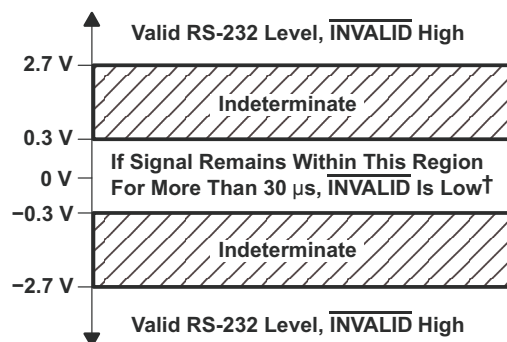 Valid RS-232 Level, INVALID High
2.7 V
Indeterminate
0.3 V
If Signal Remains Within This Region
0 V
For More Than 30 μs, INVALID Is Low†
−0.3 V
Indeterminate
−2.7 V
Valid RS-232 Level, INVALID High